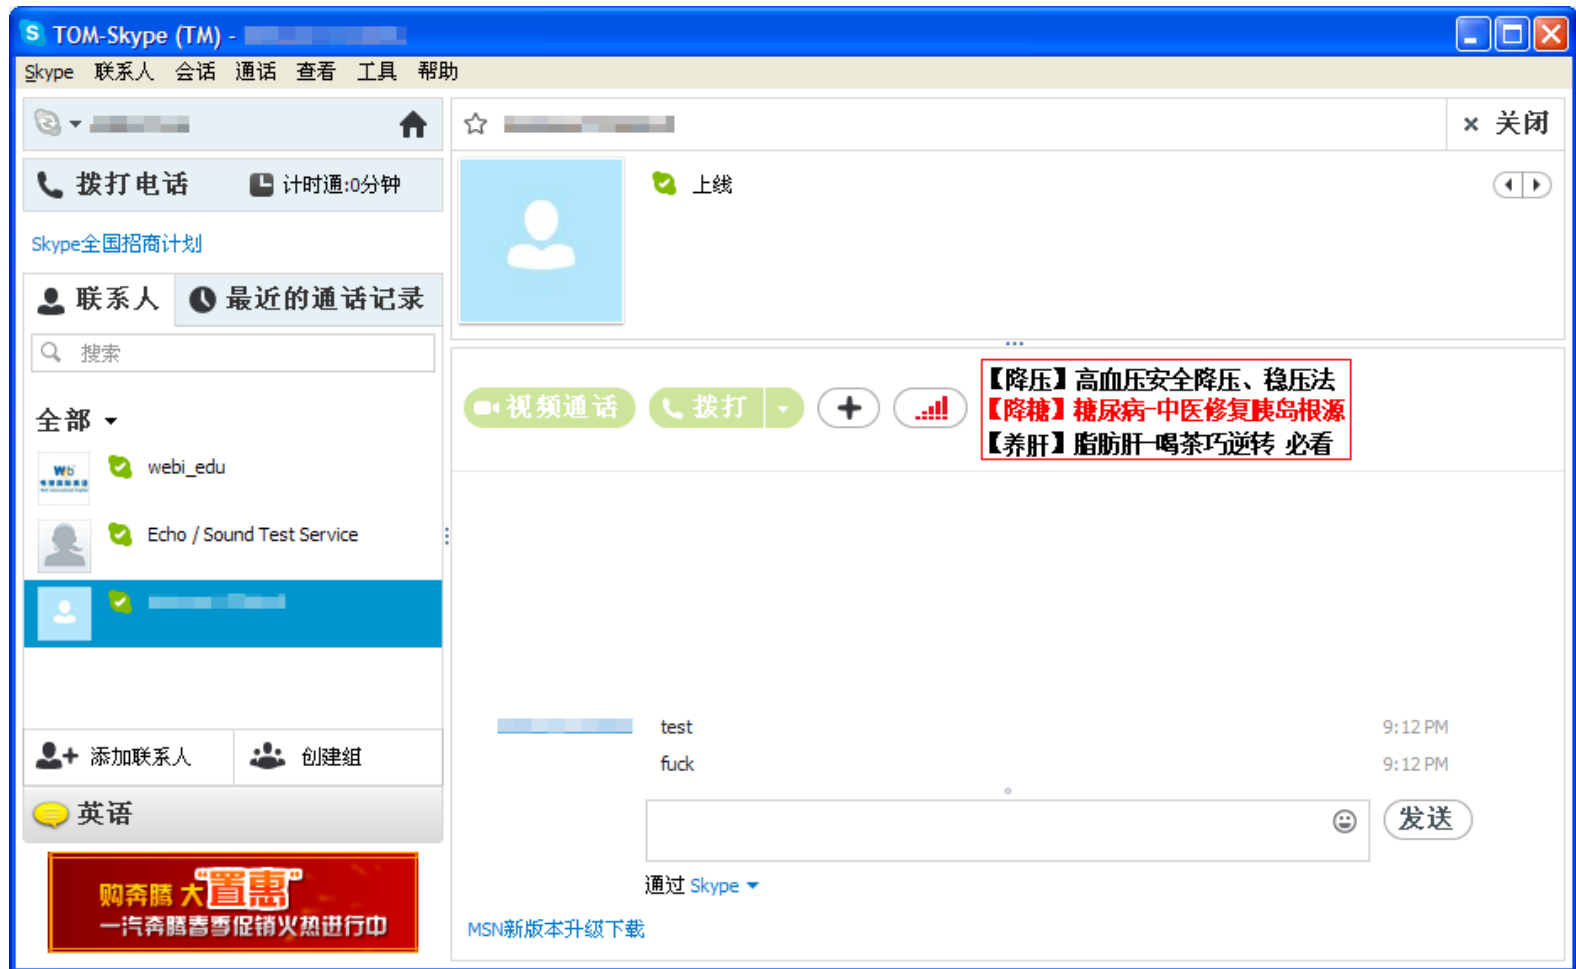 TOM-Skype (TM) -
Skype 联系人 会话 通话 查看 工具 帮助
× 关闭
拨打电话 计时通:0分钟
上线
Skype全国招商计划
联系人 最近的通话记录
搜索
全部
webi_edu
Echo / Sound Test Service
添加联系人 创建组
英语
购奔腾 大“置惠”
一汽奔腾春季促销火热进行中
视频通话 拨打
【降压】高血压安全降压、稳压法
【降糖】糖尿病-中医修复胰岛根源
【养肝】脂肪肝-喝茶巧逆转 必看
test 9:12 PM
fuck 9:12 PM
发送
通过 Skype
MSN新版本升级下载